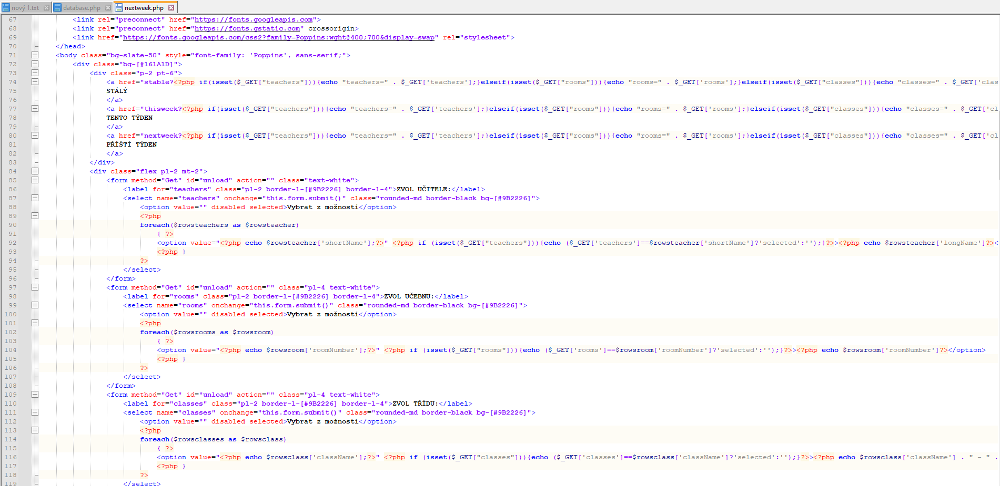 nový 1.txt database.php nextweek.php
67 <link rel="preconnect" href="https://fonts.googleapis.com">
68 <link rel="preconnect" href="https://fonts.gstatic.com" crossorigin>
69 <link href="https://fonts.googleapis.com/css2?family=Poppins:wght@400;700&display=swap" rel="stylesheet">
70 </head>
71 <body class="bg-slate-50" style="font-family: 'Poppins', sans-serif;">
72 <div class="bg-[#161A1D]">
73 <div class="p-2 pt-6">
74 <a href="stable?<?php if(isset($_GET["teachers"])){echo "teachers=" . $_GET['teachers'];}elseif(isset($_GET["rooms"])){echo "rooms=" . $_GET['rooms'];}elseif(isset($_GET["classes"])){echo "classes=" . $_GET['clas
75 STÁLÝ
76 </a>
77 <a href="thisweek?<?php if(isset($_GET["teachers"])){echo "teachers=" . $_GET['teachers'];}elseif(isset($_GET["rooms"])){echo "rooms=" . $_GET['rooms'];}elseif(isset($_GET["classes"])){echo "classes=" . $_GET['cl
78 TENTO TÝDEN
79 </a>
80 <a href="nextweek?<?php if(isset($_GET["teachers"])){echo "teachers=" . $_GET['teachers'];}elseif(isset($_GET["rooms"])){echo "rooms=" . $_GET['rooms'];}elseif(isset($_GET["classes"])){echo "classes=" . $_GET['cl
81 PŘÍŠTÍ TÝDEN
82 </a>
83 </div>
84 <div class="flex pl-2 mt-2">
85 <form method="Get" id="unload" action="" class="text-white">
86 <label for="teachers" class="pl-2 border-l-[#9B2226] border-l-4">ZVOL UČITELE:</label>
87 <select name="teachers" onchange="this.form.submit()" class="rounded-md border-black bg-[#9B2226]">
88 <option value="" disabled selected>Vybrat z možností</option>
89 <?php
90 foreach($rowsteachers as $rowsteacher)
91 { ?>
92 <option value="<?php echo $rowsteacher['shortName'];?>" <?php if (isset($_GET["teachers"])){echo ($_GET['teachers']==$rowsteacher['shortName']?'selected':'');}?>><?php echo $rowsteacher['longName']?><
93 <?php }
94 ?>
95 </select>
96 </form>
97 <form method="Get" id="unload" action="" class="pl-4 text-white">
98 <label for="rooms" class="pl-2 border-l-[#9B2226] border-l-4">ZVOL UČEBNU:</label>
99 <select name="rooms" onchange="this.form.submit()" class="rounded-md border-black bg-[#9B2226]">
100 <option value="" disabled selected>Vybrat z možností</option>
101 <?php
102 foreach($rowsrooms as $rowsroom)
103 { ?>
104 <option value="<?php echo $rowsroom['roomNumber'];?>" <?php if (isset($_GET["rooms"])){echo ($_GET['rooms']==$rowsroom['roomNumber']?'selected':'');}?>><?php echo $rowsroom['roomNumber']?></option>
105 <?php }
106 ?>
107 </select>
108 </form>
109 <form method="Get" id="unload" action="" class="pl-4 text-white">
110 <label for="classes" class="pl-2 border-l-[#9B2226] border-l-4">ZVOL TŘÍDU:</label>
111 <select name="classes" onchange="this.form.submit()" class="rounded-md border-black bg-[#9B2226]">
112 <option value="" disabled selected>Vybrat z možností</option>
113 <?php
114 foreach($rowsclasses as $rowsclass)
115 { ?>
116 <option value="<?php echo $rowsclass['className'];?>" <?php if (isset($_GET["classes"])){echo ($_GET['classes']==$rowsclass['className']?'selected':'');}?>><?php echo $rowsclass['className'] . " - " .
117 <?php }
118 ?>
119 </select>